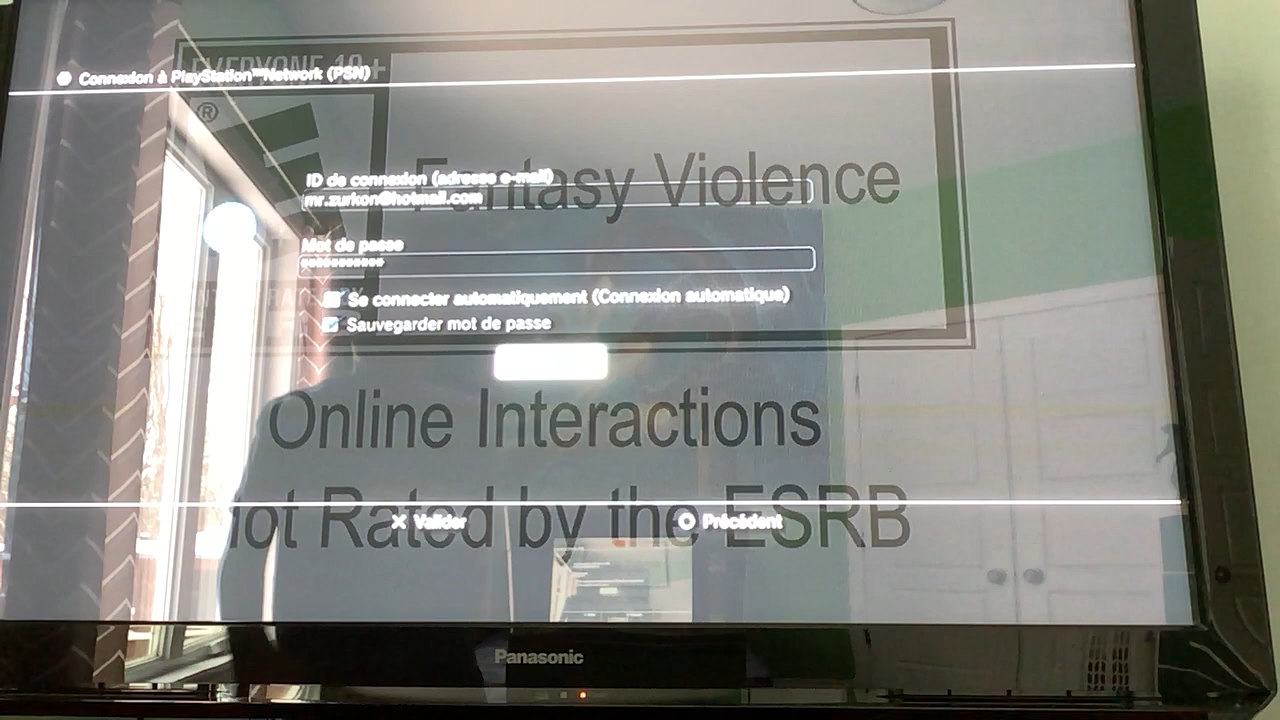 EVERYONE 10+
Connexion à PlayStation™Network (PSN)
®
Fantasy Violence
ID de connexion (adresse e-mail)
mr.zurkon@hotmail.com
Mot de passe
Se connecter automatiquement (Connexion automatique)
Sauvegarder mot de passe
Online Interactions
Not Rated by the ESRB
Valider
Précédent
Panasonic